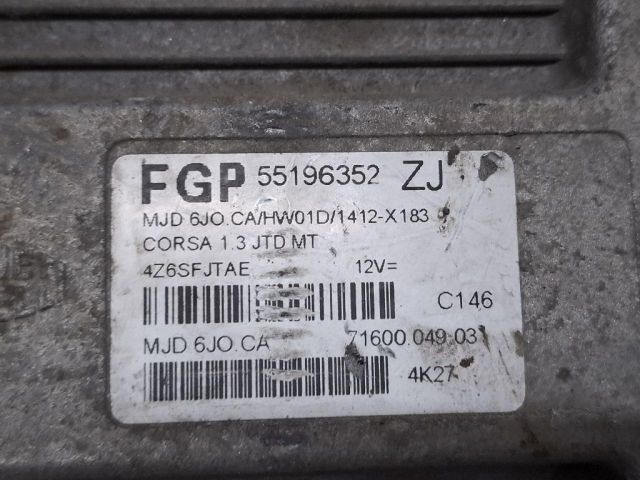 FGP 55196352 ZJ
MJD 6JO.CA/HW01D/1412-X183
CORSA 1.3 JTD MT
4Z6SFJTAE 12V=
C146
MJD 6JO.CA 71600.049.03
4K27